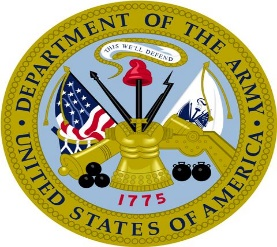 DEPARTMENT OF THE ARMY
THIS WE'LL DEFEND
1775
UNITED STATES OF AMERICA